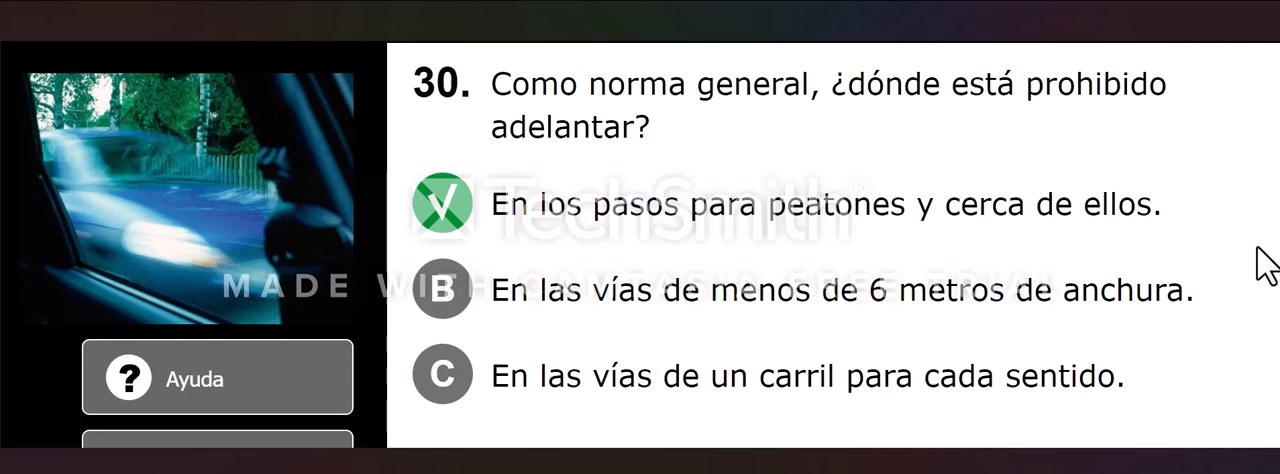 30. Como norma general, ¿dónde está prohibido
adelantar?
En los pasos para peatones y cerca de ellos.
TechSmith®
MADE WITH CAMTASIA FREE TRIAL
B En las vías de menos de 6 metros de anchura.
? Ayuda
C En las vías de un carril para cada sentido.